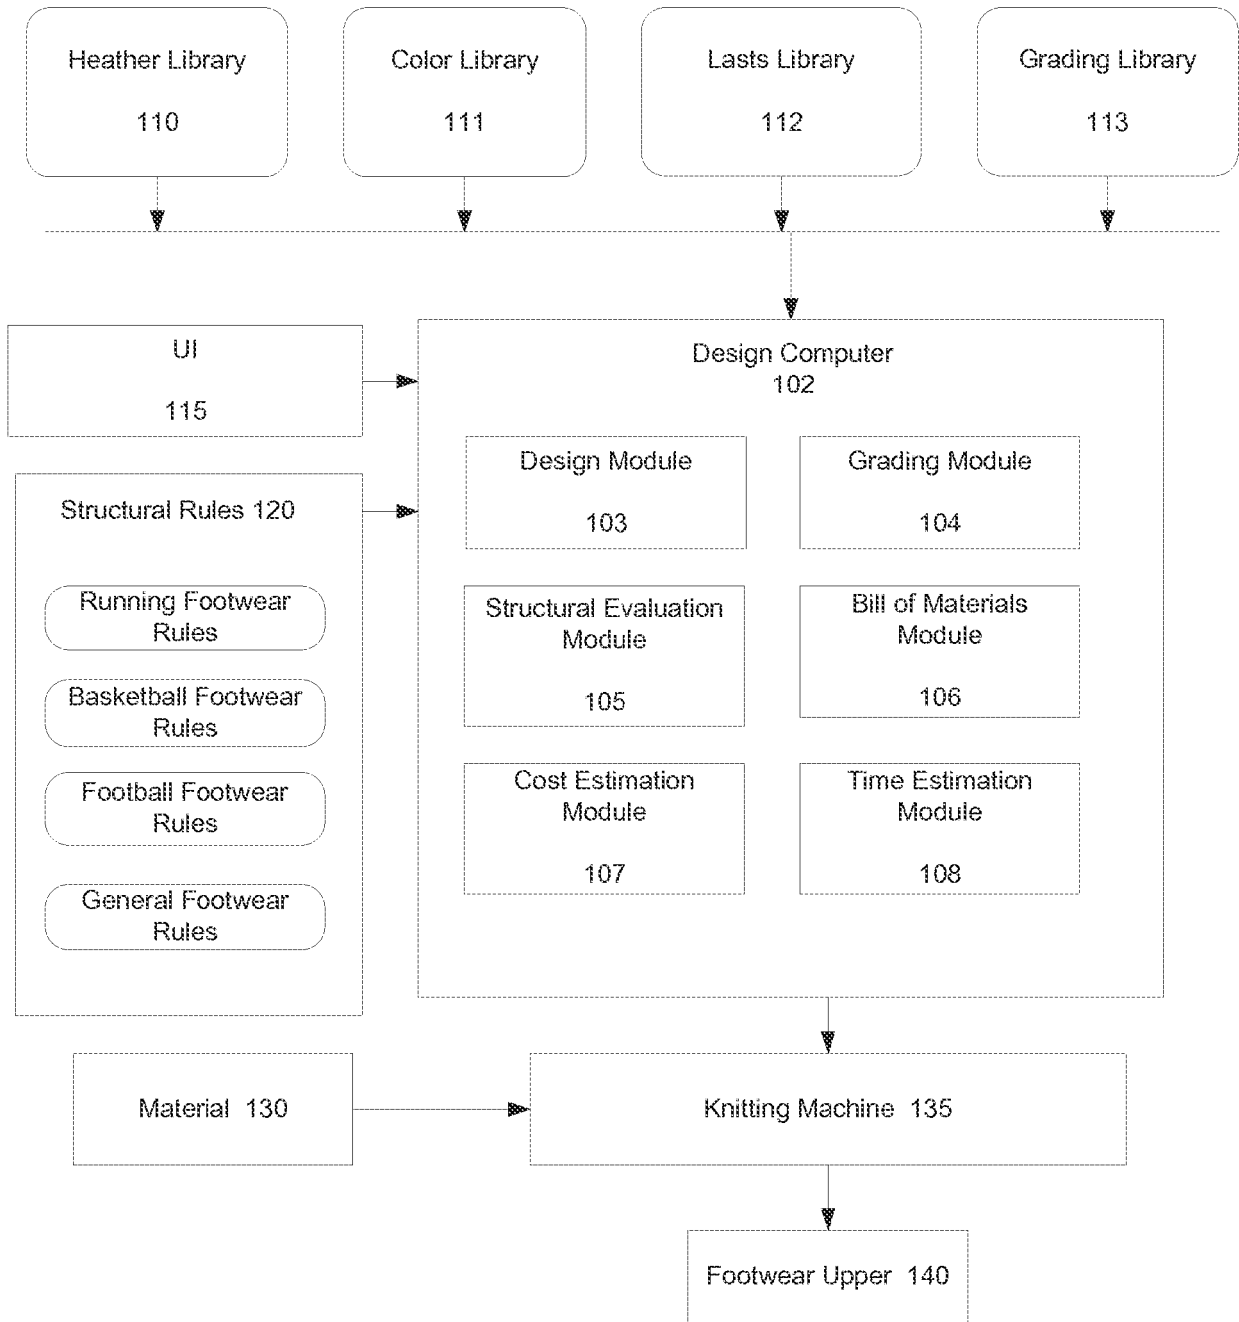 Heather Library
110
Color Library
111
Lasts Library
112
Grading Library
113
UI
115
Design Computer
102
Structural Rules 120
Running Footwear
Rules
Basketball Footwear
Rules
Football Footwear
Rules
General Footwear
Rules
Design Module
103
Grading Module
104
Structural Evaluation
Module
105
Bill of Materials
Module
106
Cost Estimation
Module
107
Time Estimation
Module
108
Material 130
Knitting Machine 135
Footwear Upper 140